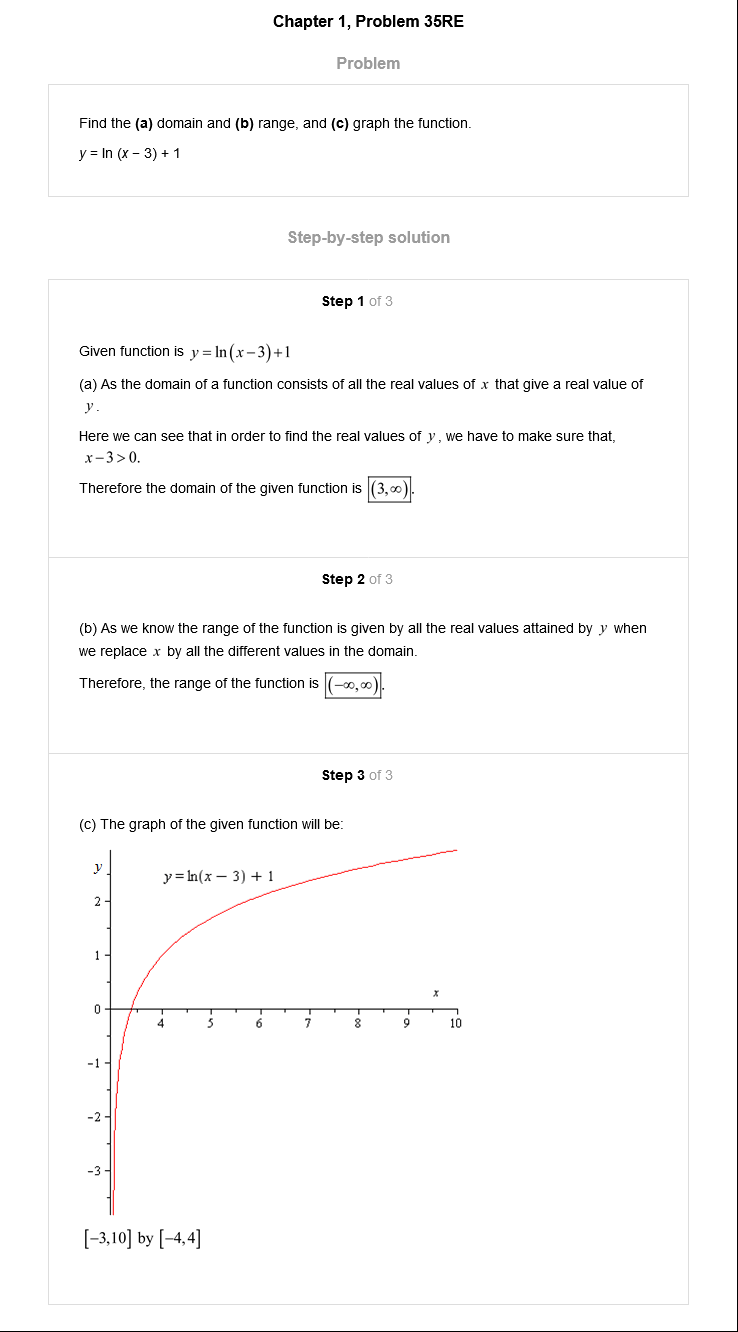 Chapter 1, Problem 35RE
Problem
Find the (a) domain and (b) range, and (c) graph the function.
y = ln (x − 3) + 1
Step-by-step solution
Step 1 of 3
Given function is y = ln(x−3)+1
(a) As the domain of a function consists of all the real values of x that give a real value of
y .
Here we can see that in order to find the real values of y , we have to make sure that,
x−3 > 0.
Therefore the domain of the given function is (3,∞).
Step 2 of 3
(b) As we know the range of the function is given by all the real values attained by y when
we replace x by all the different values in the domain.
Therefore, the range of the function is (−∞,∞).
Step 3 of 3
(c) The graph of the given function will be:
y
y = ln(x − 3) + 1
2
1
x
0
4 5 6 7 8 9 10
−1
−2
−3
[−3,10] by [−4,4]